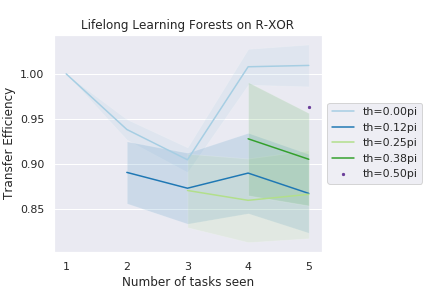 Lifelong Learning Forests on R-XOR
Transfer Efficiency
1.00
0.95
0.90
0.85
1 2 3 4 5
Number of tasks seen
th=0.00pi
th=0.12pi
th=0.25pi
th=0.38pi
th=0.50pi